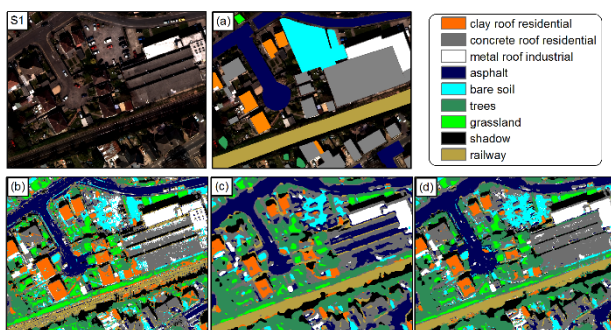 S1
(a)
clay roof residential
concrete roof residential
metal roof industrial
asphalt
bare soil
trees
grassland
shadow
railway
(b)
(c)
(d)